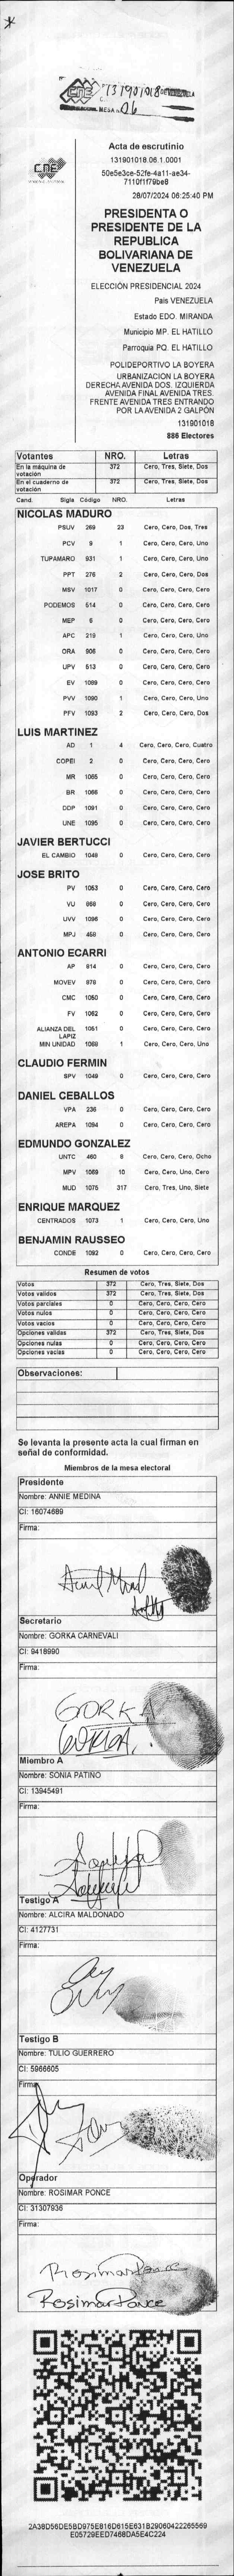 *
CNE 131901018
MESA 06
CNE
Acta de escrutinio
131901018.06.1.0001
50e5e3ce-52fe-4a11-ae34-
7110f1f79be8
28/07/2024 06:25:40 PM
PRESIDENTA O
PRESIDENTE DE LA
REPUBLICA
BOLIVARIANA DE
VENEZUELA
ELECCIÓN PRESIDENCIAL 2024
País VENEZUELA
Estado EDO. MIRANDA
Municipio MP. EL HATILLO
Parroquia PQ. EL HATILLO
POLIDEPORTIVO LA BOYERA
URBANIZACIÓN LA BOYERA
DERECHA AVENIDA DOS. IZQUIERDA
AVENIDA FINAL AVENIDA TRES.
FRENTE AVENIDA TRES ENTRANDO
POR LA AVENIDA 2 GALPÓN
131901018
886 Electores
Votantes NRO. Letras
En la máquina de votación 372 Cero, Tres, Siete, Dos
En el cuaderno de votación 372 Cero, Tres, Siete, Dos
Cand. Sigla Código NRO. Letras
NICOLAS MADURO
PSUV 269 23 Cero, Cero, Dos, Tres
PCV 9 1 Cero, Cero, Cero, Uno
TUPAMARO 931 1 Cero, Cero, Cero, Uno
PPT 276 2 Cero, Cero, Cero, Dos
MSV 1017 0 Cero, Cero, Cero, Cero
PODEMOS 514 0 Cero, Cero, Cero, Cero
MEP 6 0 Cero, Cero, Cero, Cero
APC 219 1 Cero, Cero, Cero, Uno
ORA 906 0 Cero, Cero, Cero, Cero
UPV 513 0 Cero, Cero, Cero, Cero
EV 1089 0 Cero, Cero, Cero, Cero
PVV 1090 1 Cero, Cero, Cero, Uno
PFV 1093 2 Cero, Cero, Cero, Dos
LUIS MARTINEZ
AD 1 4 Cero, Cero, Cero, Cuatro
COPEI 2 0 Cero, Cero, Cero, Cero
MR 1065 0 Cero, Cero, Cero, Cero
BR 1066 0 Cero, Cero, Cero, Cero
DDP 1091 0 Cero, Cero, Cero, Cero
UNE 1095 0 Cero, Cero, Cero, Cero
JAVIER BERTUCCI
EL CAMBIO 1048 0 Cero, Cero, Cero, Cero
JOSE BRITO
PV 1053 0 Cero, Cero, Cero, Cero
VU 868 0 Cero, Cero, Cero, Cero
UVV 1096 0 Cero, Cero, Cero, Cero
MPJ 458 0 Cero, Cero, Cero, Cero
ANTONIO ECARRI
AP 814 0 Cero, Cero, Cero, Cero
MOVEV 879 0 Cero, Cero, Cero, Cero
CMC 1050 0 Cero, Cero, Cero, Cero
FV 1062 0 Cero, Cero, Cero, Cero
ALIANZA DEL LAPIZ 1051 0 Cero, Cero, Cero, Cero
MIN UNIDAD 1068 1 Cero, Cero, Cero, Uno
CLAUDIO FERMIN
SPV 1049 0 Cero, Cero, Cero, Cero
DANIEL CEBALLOS
VPA 236 0 Cero, Cero, Cero, Cero
AREPA 1094 0 Cero, Cero, Cero, Cero
EDMUNDO GONZALEZ
UNTC 460 8 Cero, Cero, Cero, Ocho
MPV 1069 10 Cero, Cero, Uno, Cero
MUD 1075 317 Cero, Tres, Uno, Siete
ENRIQUE MARQUEZ
CENTRADOS 1073 1 Cero, Cero, Cero, Uno
BENJAMIN RAUSSEO
CONDE 1092 0 Cero, Cero, Cero, Cero
Resumen de votos
Votos 372 Cero, Tres, Siete, Dos
Votos validos 372 Cero, Tres, Siete, Dos
Votos parciales 0 Cero, Cero, Cero, Cero
Votos nulos 0 Cero, Cero, Cero, Cero
Votos vacios 0 Cero, Cero, Cero, Cero
Opciones validas 372 Cero, Tres, Siete, Dos
Opciones nulas 0 Cero, Cero, Cero, Cero
Opciones vacias 0 Cero, Cero, Cero, Cero
Observaciones:
Se levanta la presente acta la cual firman en
señal de conformidad.
Miembros de la mesa electoral
Presidente
Nombre: ANNIE MEDINA
CI: 16074689
Firma:
Secretario
Nombre: GORKA CARNEVALI
CI: 9418990
Firma:
GORKA
GORKA.
Miembro A
Nombre: SONIA PATIÑO
CI: 13945491
Firma:
Testigo A
Nombre: ALCIRA MALDONADO
CI: 4127731
Firma:
Testigo B
Nombre: TULIO GUERRERO
CI: 5966605
Firma:
Operador
Nombre: ROSIMAR PONCE
CI: 31307936
Firma:
Rosimar Ponce
Rosimar Ponce
2A38D56DE5BD975E816D615E631B29060422265569
E05729EED7468DA5E4C224